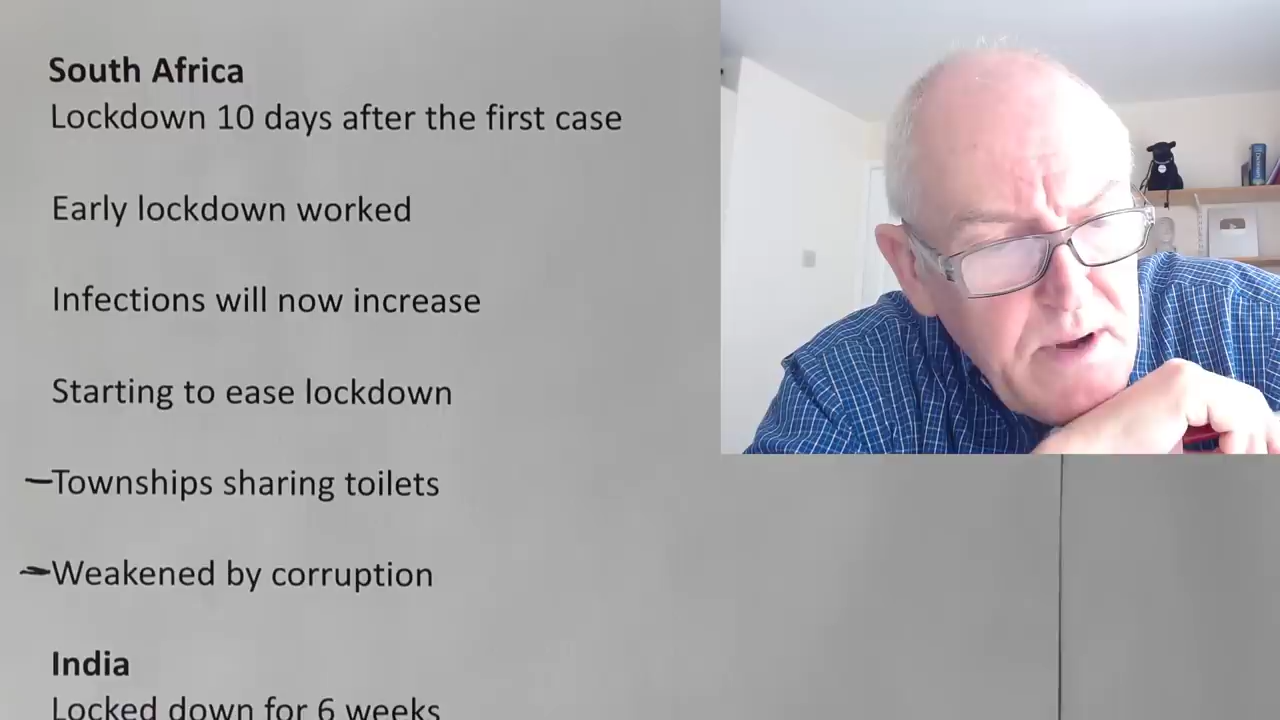 South Africa
Lockdown 10 days after the first case
Early lockdown worked
Infections will now increase
Starting to ease lockdown
Townships sharing toilets
Weakened by corruption
India
Locked down for 6 weeks